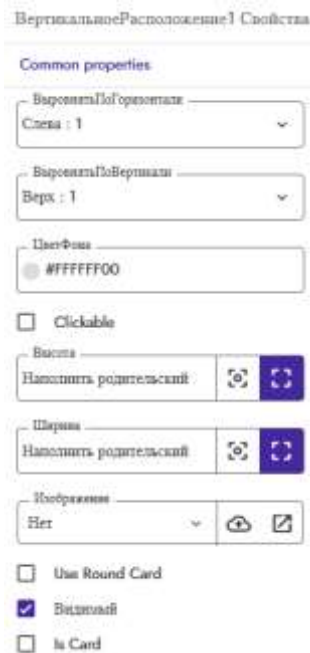 ВертикальноеРасположение1 Свойства
Common properties
ВыровнятьПоГоризонтали
Слева : 1
ВыровнятьПоВертикали
Верх : 1
ЦветФона
#FFFFFF00
Clickable
Высота
Наполнить родительский
Ширина
Наполнить родительский
Изображение
Нет
Use Round Card
Видимый
Is Card